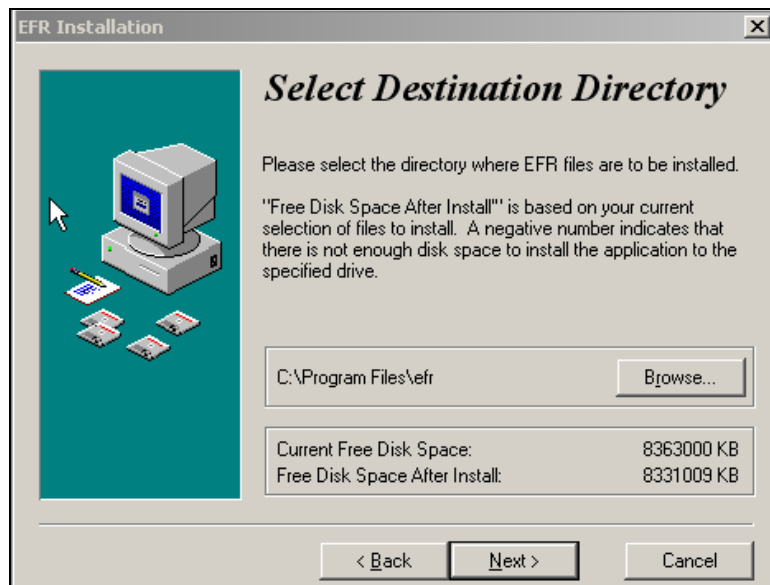 EFR Installation
Select Destination Directory
Please select the directory where EFR files are to be installed.
"Free Disk Space After Install"' is based on your current
selection of files to install. A negative number indicates that
there is not enough disk space to install the application to the
specified drive.
C:\Program Files\efr
Browse...
Current Free Disk Space: 8363000 KB
Free Disk Space After Install: 8331009 KB
< Back Next > Cancel